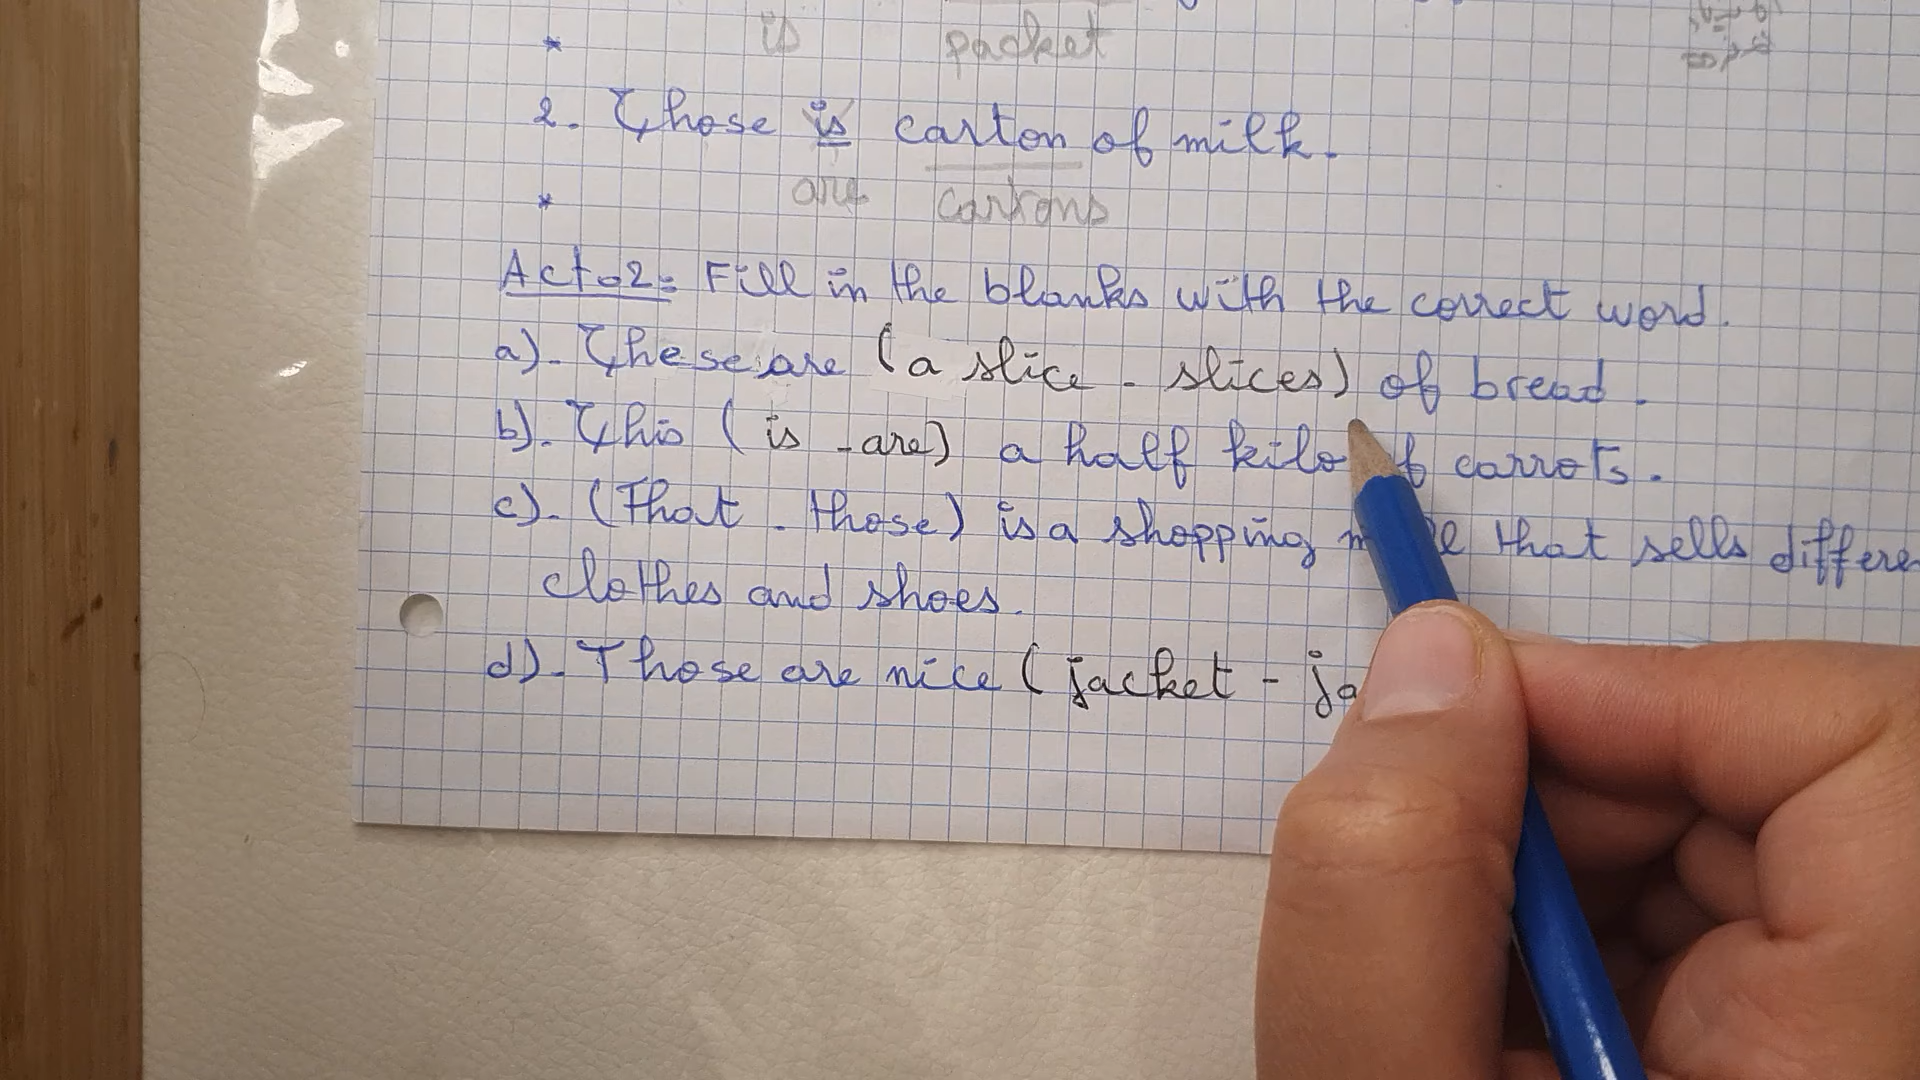 * is packet
2. Those is carton of milk.
* are cartons
Act-2: Fill in the blanks with the correct word.
a). These are (a slice - slices) of bread.
b). This (is - are) a half kilo of carrots.
c). (That - those) is a shopping that sells differe
clothes and shoes.
d). Those are nice (jacket - ja